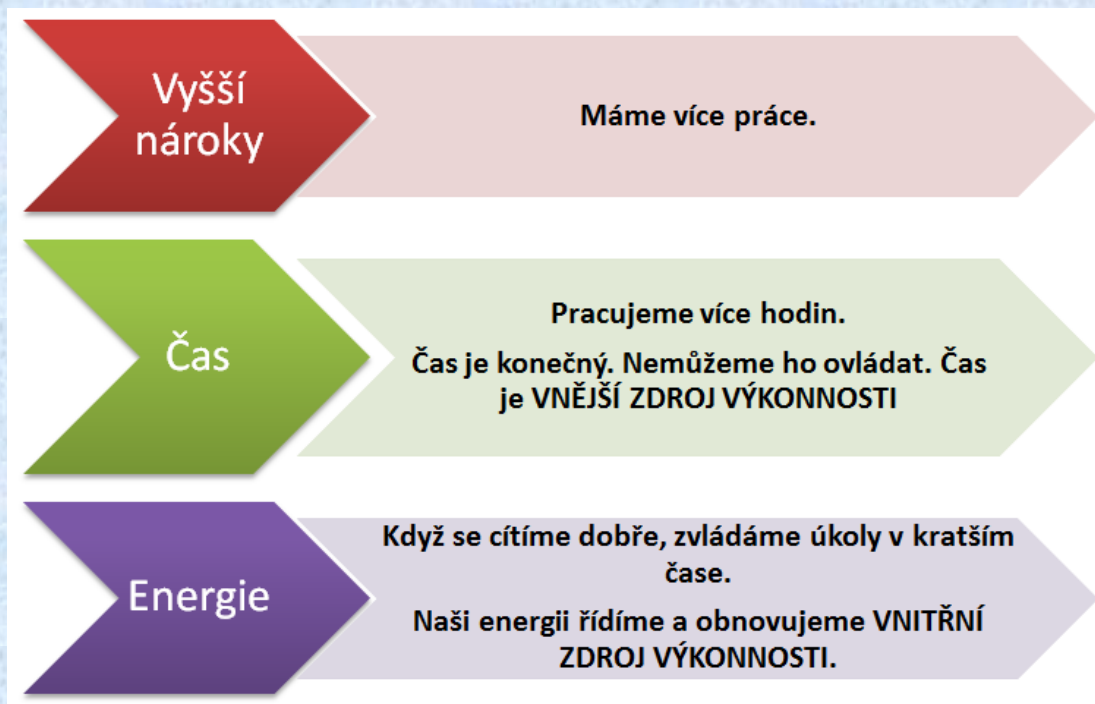 Vyšší
nároky
Máme více práce.
Čas
Pracujeme více hodin.
Čas je konečný. Nemůžeme ho ovládat. Čas
je VNĚJŠÍ ZDROJ VÝKONNOSTI
Energie
Když se cítíme dobře, zvládáme úkoly v kratším
čase.
Naši energii řídíme a obnovujeme VNITŘNÍ
ZDROJ VÝKONNOSTI.